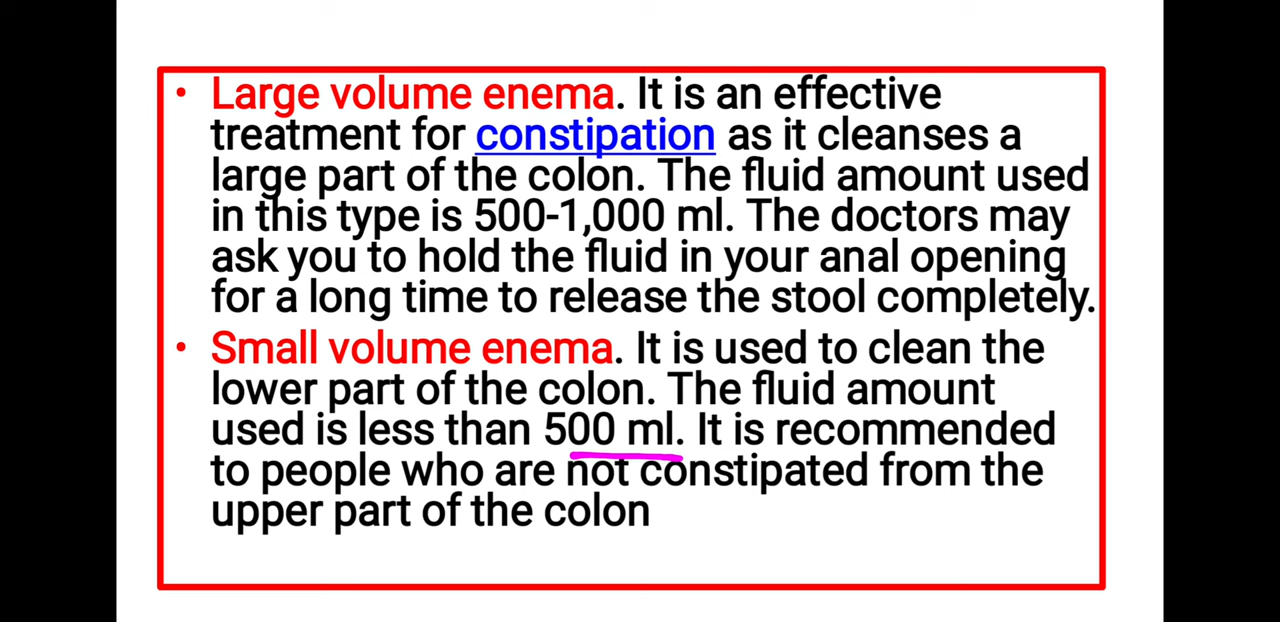 • Large volume enema. It is an effective
treatment for constipation as it cleanses a
large part of the colon. The fluid amount used
in this type is 500-1,000 ml. The doctors may
ask you to hold the fluid in your anal opening
for a long time to release the stool completely.
• Small volume enema. It is used to clean the
lower part of the colon. The fluid amount
used is less than 500 ml. It is recommended
to people who are not constipated from the
upper part of the colon